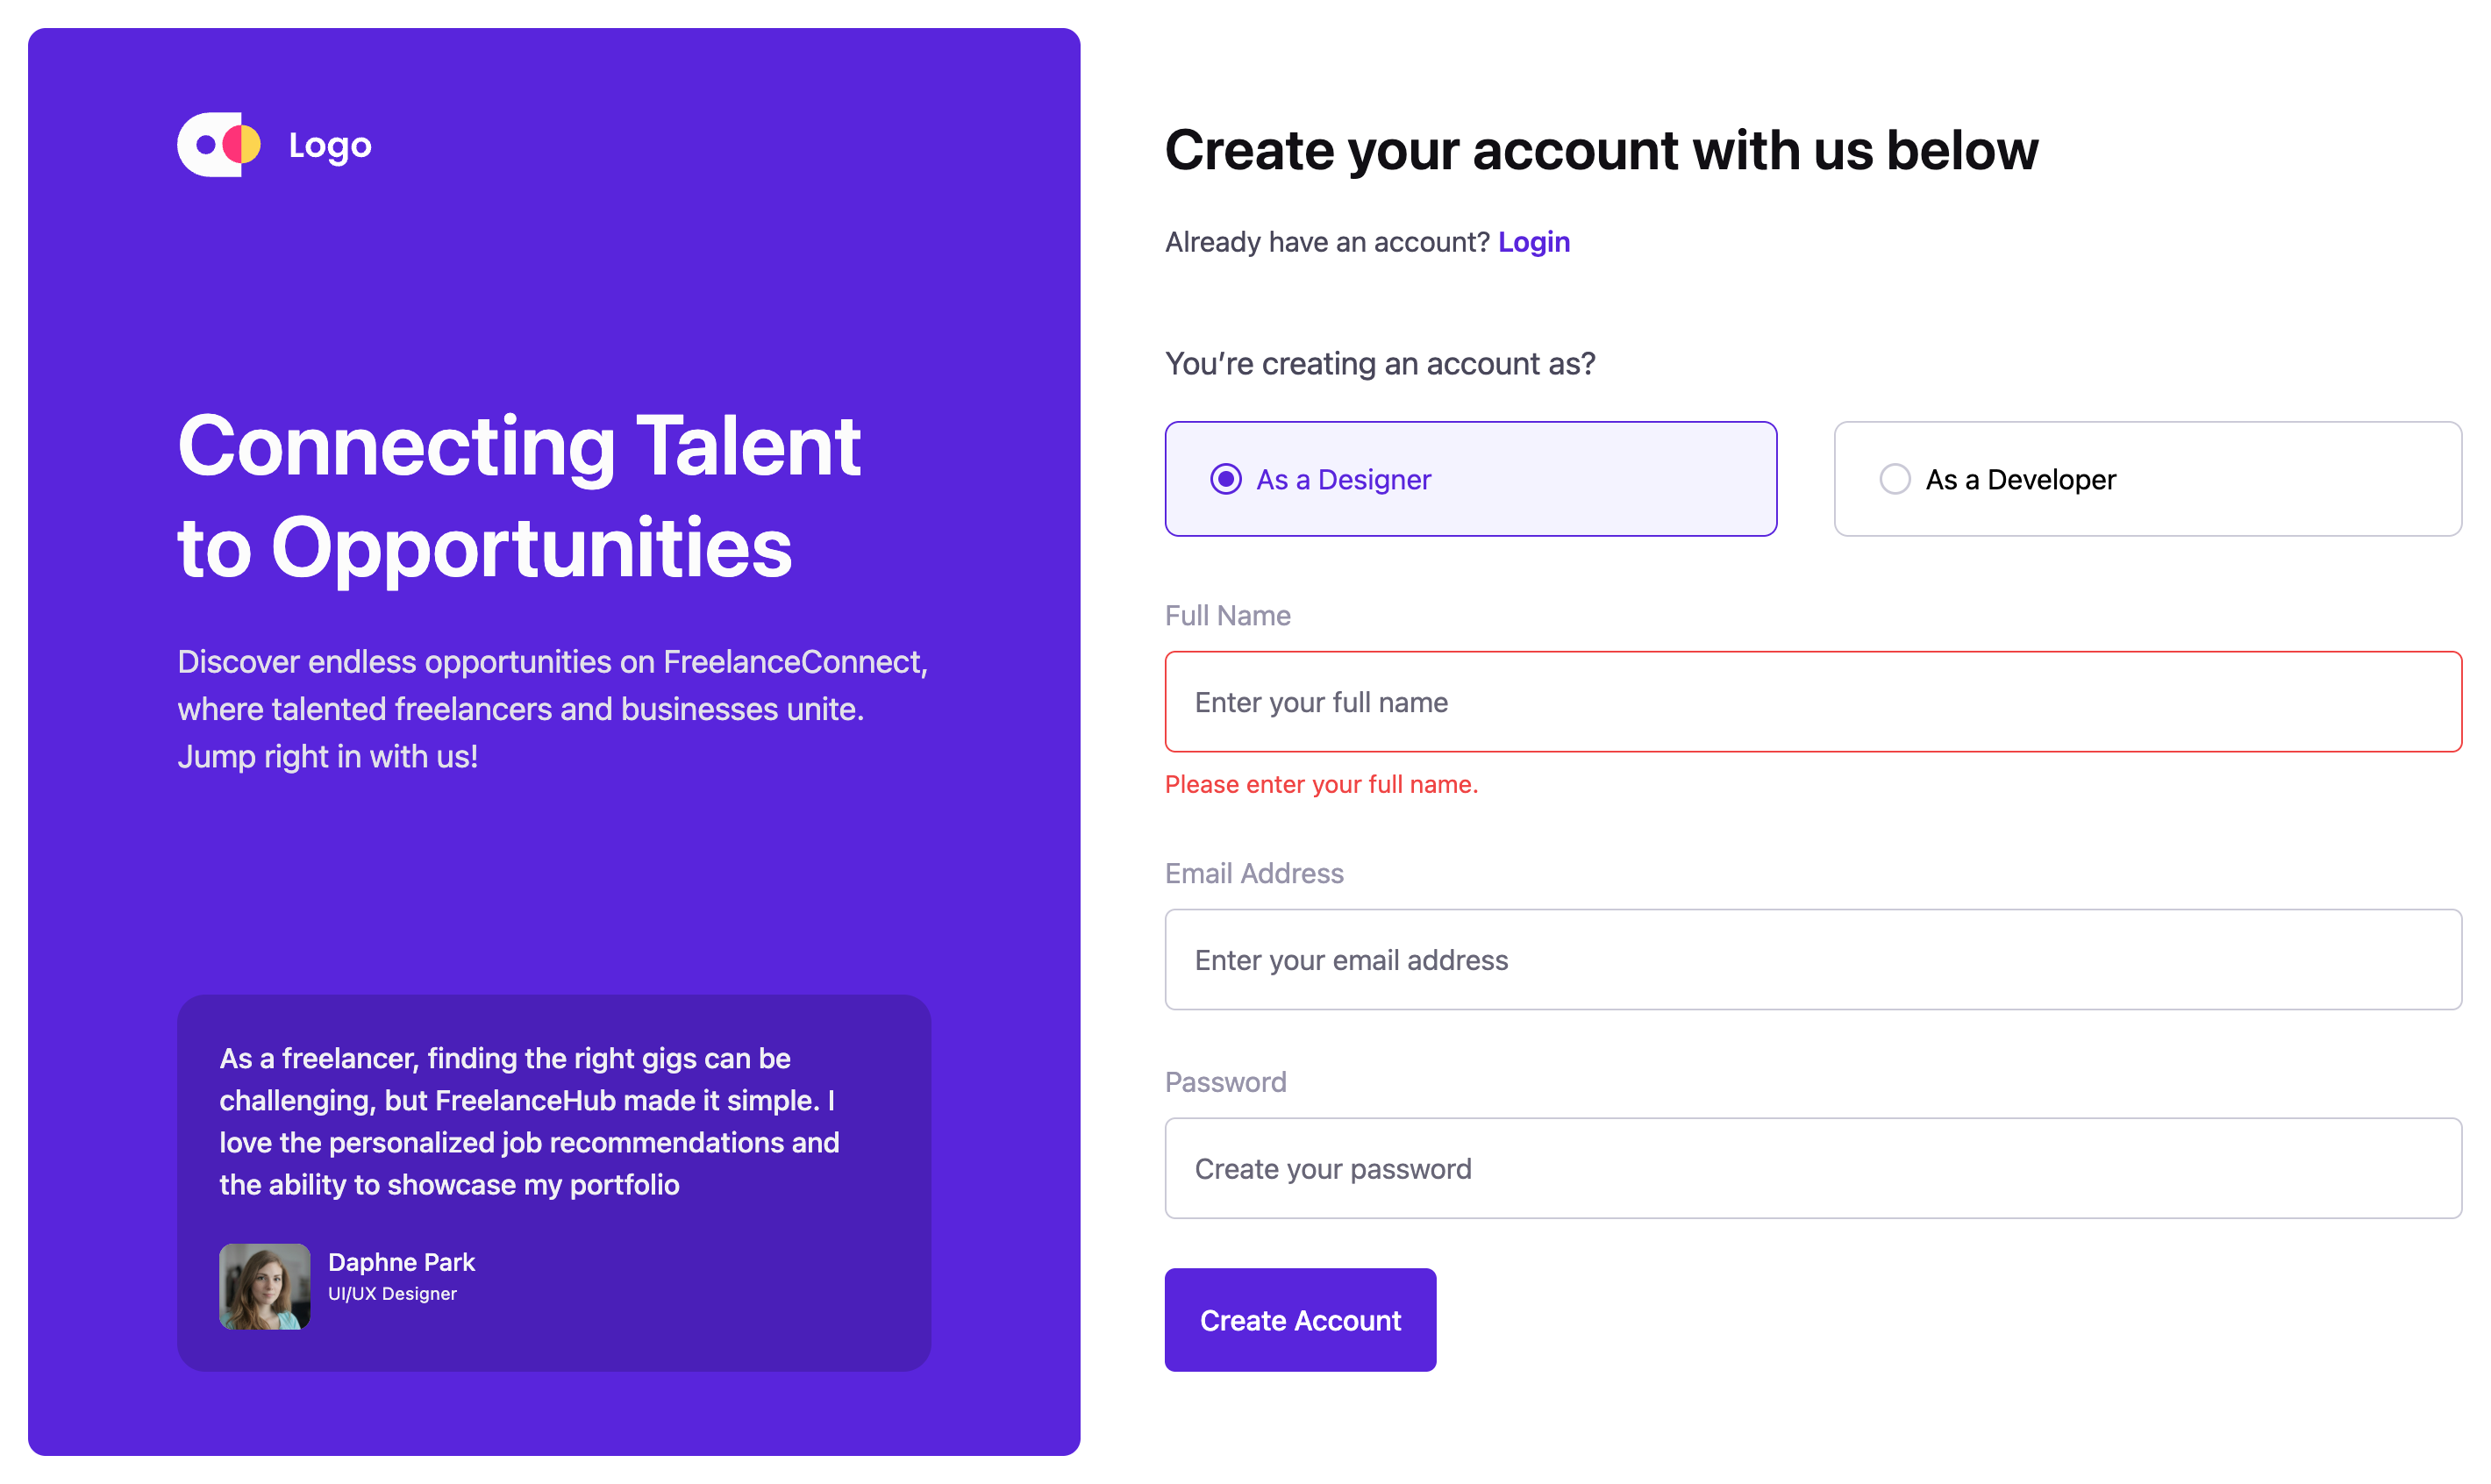 Logo
Connecting Talent
to Opportunities
Discover endless opportunities on FreelanceConnect,
where talented freelancers and businesses unite.
Jump right in with us!
As a freelancer, finding the right gigs can be
challenging, but FreelanceHub made it simple. I
love the personalized job recommendations and
the ability to showcase my portfolio
Daphne Park
UI/UX Designer
Create your account with us below
Already have an account? Login
You’re creating an account as?
As a Designer
As a Developer
Full Name
Enter your full name
Please enter your full name.
Email Address
Enter your email address
Password
Create your password
Create Account